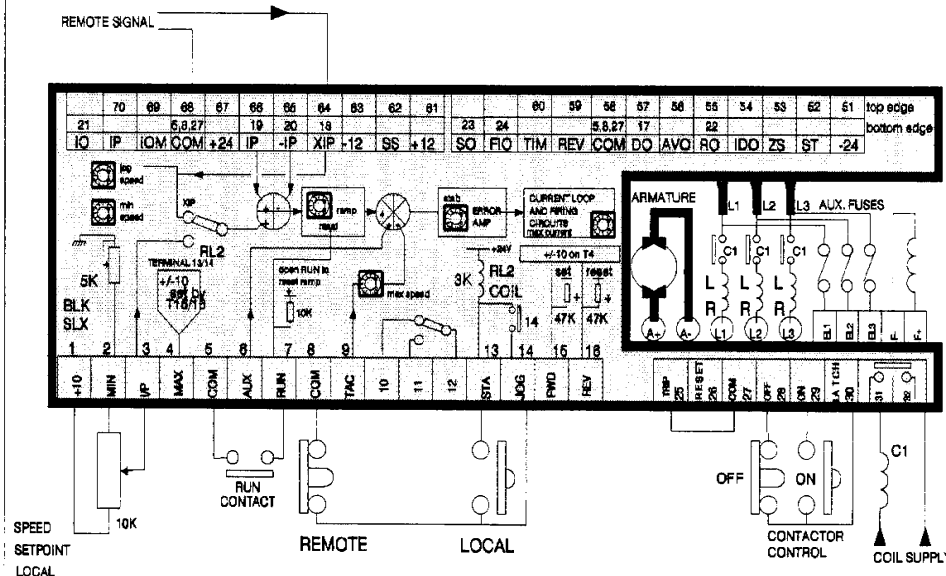 REMOTE SIGNAL
70 69 68 67 66 65 64 63 62 61 60 59 58 57 56 55 54 53 52 51 top edge
21 5,8,27 19 20 18 23 24 5.8.27 17 22 bottom edge
IO IP IOM COM +24 IP -IP XIP -12 SS +12 SO FIO TIM REV COM DO AVO RO IDO ZS ST -24
jog
speed
min
speed
XIP
RL2
+ -
ramp
reset
stab
ERROR
AMP
CURRENT LOOP
AND FIRING
CIRCUITS
max current
ARMATURE
L1 L2 L3 AUX. FUSES
C1 C1 C1
L L L
R R R
A+ A- L1 L2 L3
EL1 EL2 EL3 F- F+
5K
BLK
SLX
TERMINAL 13/14
+/-10
T16/15
open RUN to
reset ramp
10K
max speed
+24V
3K
RL2
COIL
14
+/-10 on T4
set reset
+ +
47K 47K
1 2 3 4 5 6 7 8 9 10 11 12 13 14 15 16
+10 MIN I/P MAX COM AUX RUN COM TAC STA JOG FWD REV
TRIP 25 RESET 26 COM 27 OFF 28 ON 29 LATCH 30 31 32
10K
RUN
CONTACT
REMOTE
LOCAL
OFF
ON
C1
CONTACTOR
CONTROL
COIL SUPPLY
SPEED
SETPOINT
LOCAL